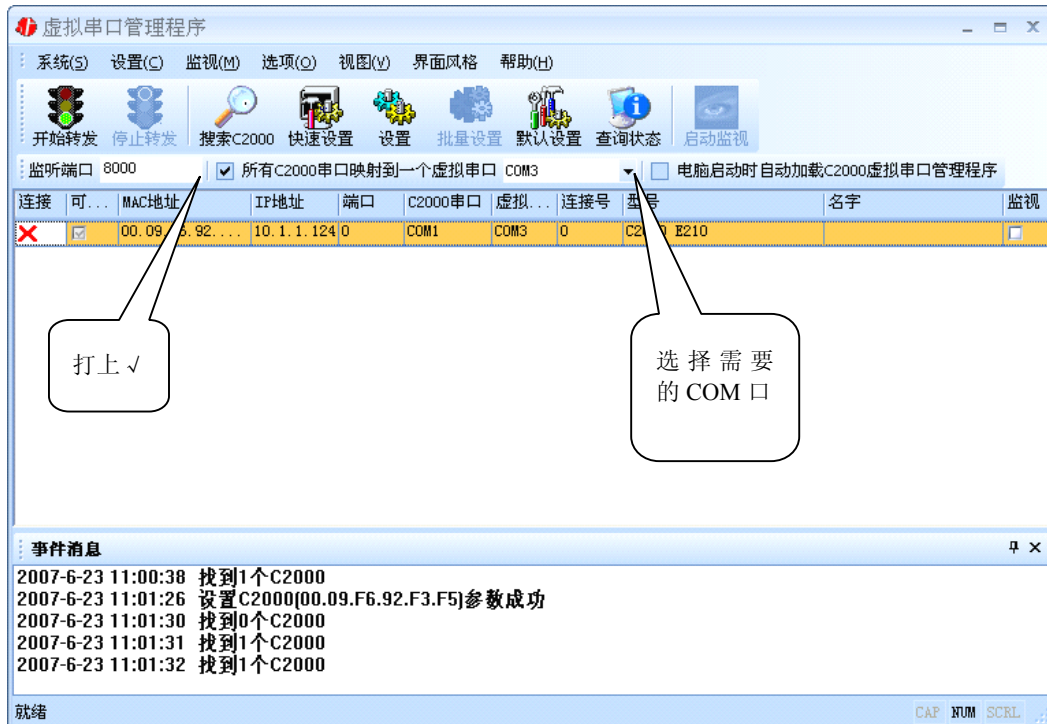 虚拟串口管理程序
系统(S) 设置(C) 监视(M) 选项(O) 视图(V) 界面风格 帮助(H)
开始转发 停止转发 搜索C2000 快速设置 设置 批量设置 默认设置 查询状态 启动监视
监听端口 8000 所有C2000串口映射到一个虚拟串口 COM3 电脑启动时自动加载C2000虚拟串口管理程序
连接 可... MAC地址 IP地址 端口 C2000串口 虚拟... 连接号 型号 名字 监视
10.1.1.124 0 COM1 COM3 0 E210
打上√
选择需要
的COM口
事件消息
2007-6-23 11:00:38 找到1个C2000
2007-6-23 11:01:26 设置C2000[00.09.F6.92.F3.F5]参数成功
2007-6-23 11:01:30 找到0个C2000
2007-6-23 11:01:31 找到1个C2000
2007-6-23 11:01:32 找到1个C2000
就绪 CAP NUM SCRL